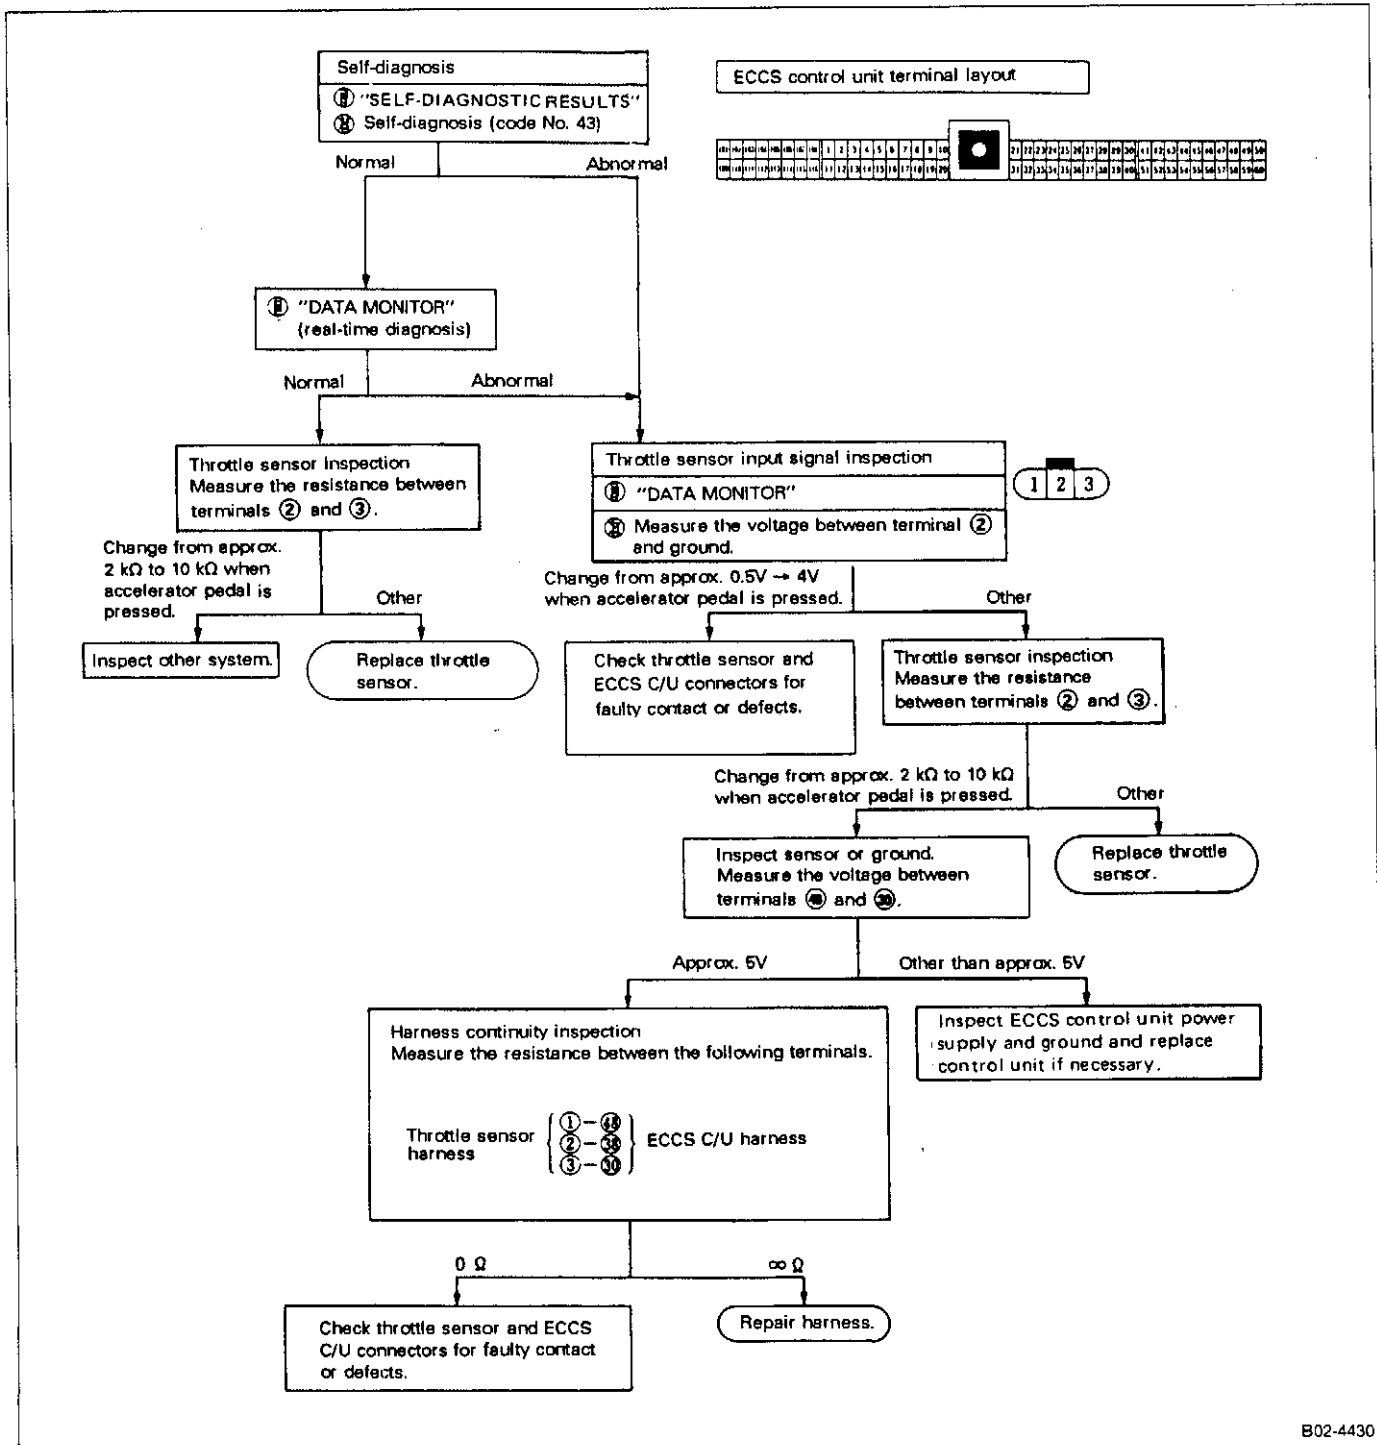 Self-diagnosis
"SELF-DIAGNOSTIC RESULTS"
Self-diagnosis (code No. 43)
ECCS control unit terminal layout
Normal
Abnormal
"DATA MONITOR"
(real-time diagnosis)
Normal
Abnormal
Throttle sensor inspection
Measure the resistance between
terminals ② and ③.
Throttle sensor input signal inspection
"DATA MONITOR"
Measure the voltage between terminal ②
and ground.
1 2 3
Change from approx.
2 kΩ to 10 kΩ when
accelerator pedal is
pressed.
Other
Change from approx. 0.5V → 4V
when accelerator pedal is pressed.
Other
Inspect other system.
Replace throttle
sensor.
Check throttle sensor and
ECCS C/U connectors for
faulty contact or defects.
Throttle sensor inspection
Measure the resistance
between terminals ② and ③.
Change from approx. 2 kΩ to 10 kΩ
when accelerator pedal is pressed.
Other
Inspect sensor or ground.
Measure the voltage between
terminals and ㉚.
Replace throttle
sensor.
Approx. 5V
Other than approx. 5V
Harness continuity inspection
Measure the resistance between the following terminals.
Throttle sensor
harness
① – ㊽
② – ㊳
③ – ㉚
ECCS C/U harness
Inspect ECCS control unit power
supply and ground and replace
control unit if necessary.
0 Ω
∞ Ω
Check throttle sensor and ECCS
C/U connectors for faulty contact
or defects.
Repair harness.
B02-4430